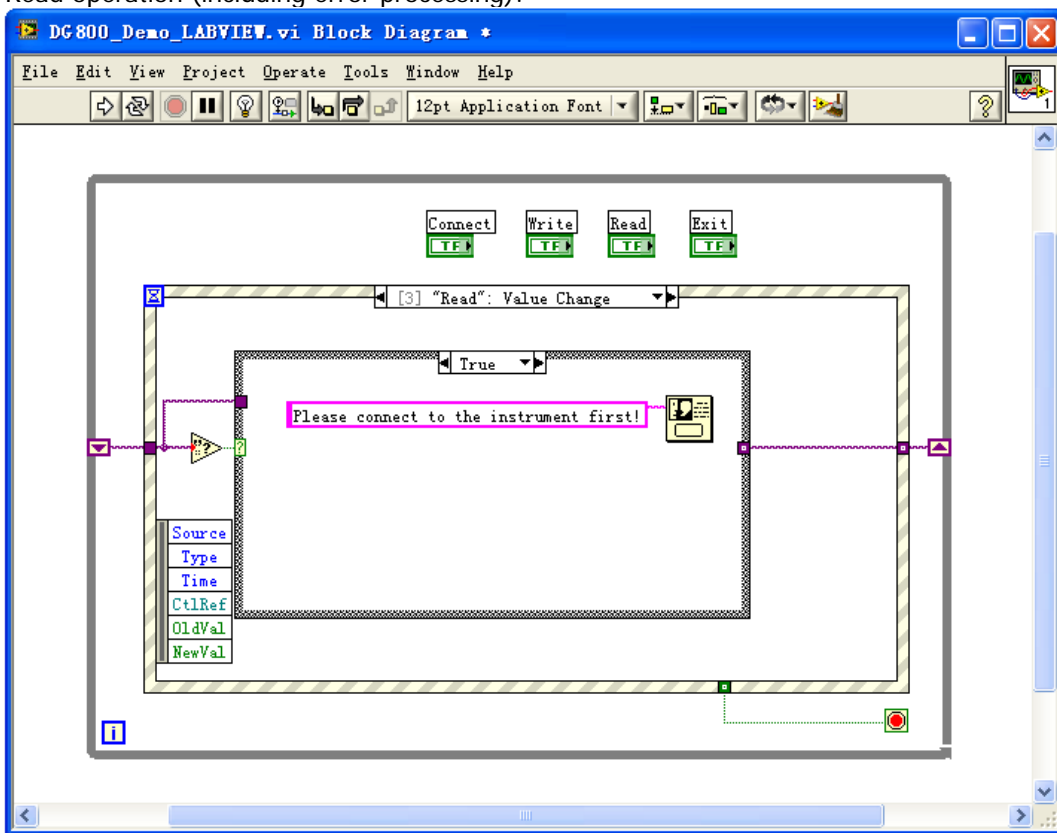 Read operation (including error processing):
DG800_Demo_LABVIEW.vi Block Diagram *
File Edit View Project Operate Tools Window Help
12pt Application Font
1
Connect Write Read Exit
TF TF TF TF
[3] "Read": Value Change
True
Please connect to the instrument first!
?
?
Source
Type
Time
CtlRef
OldVal
NewVal
i